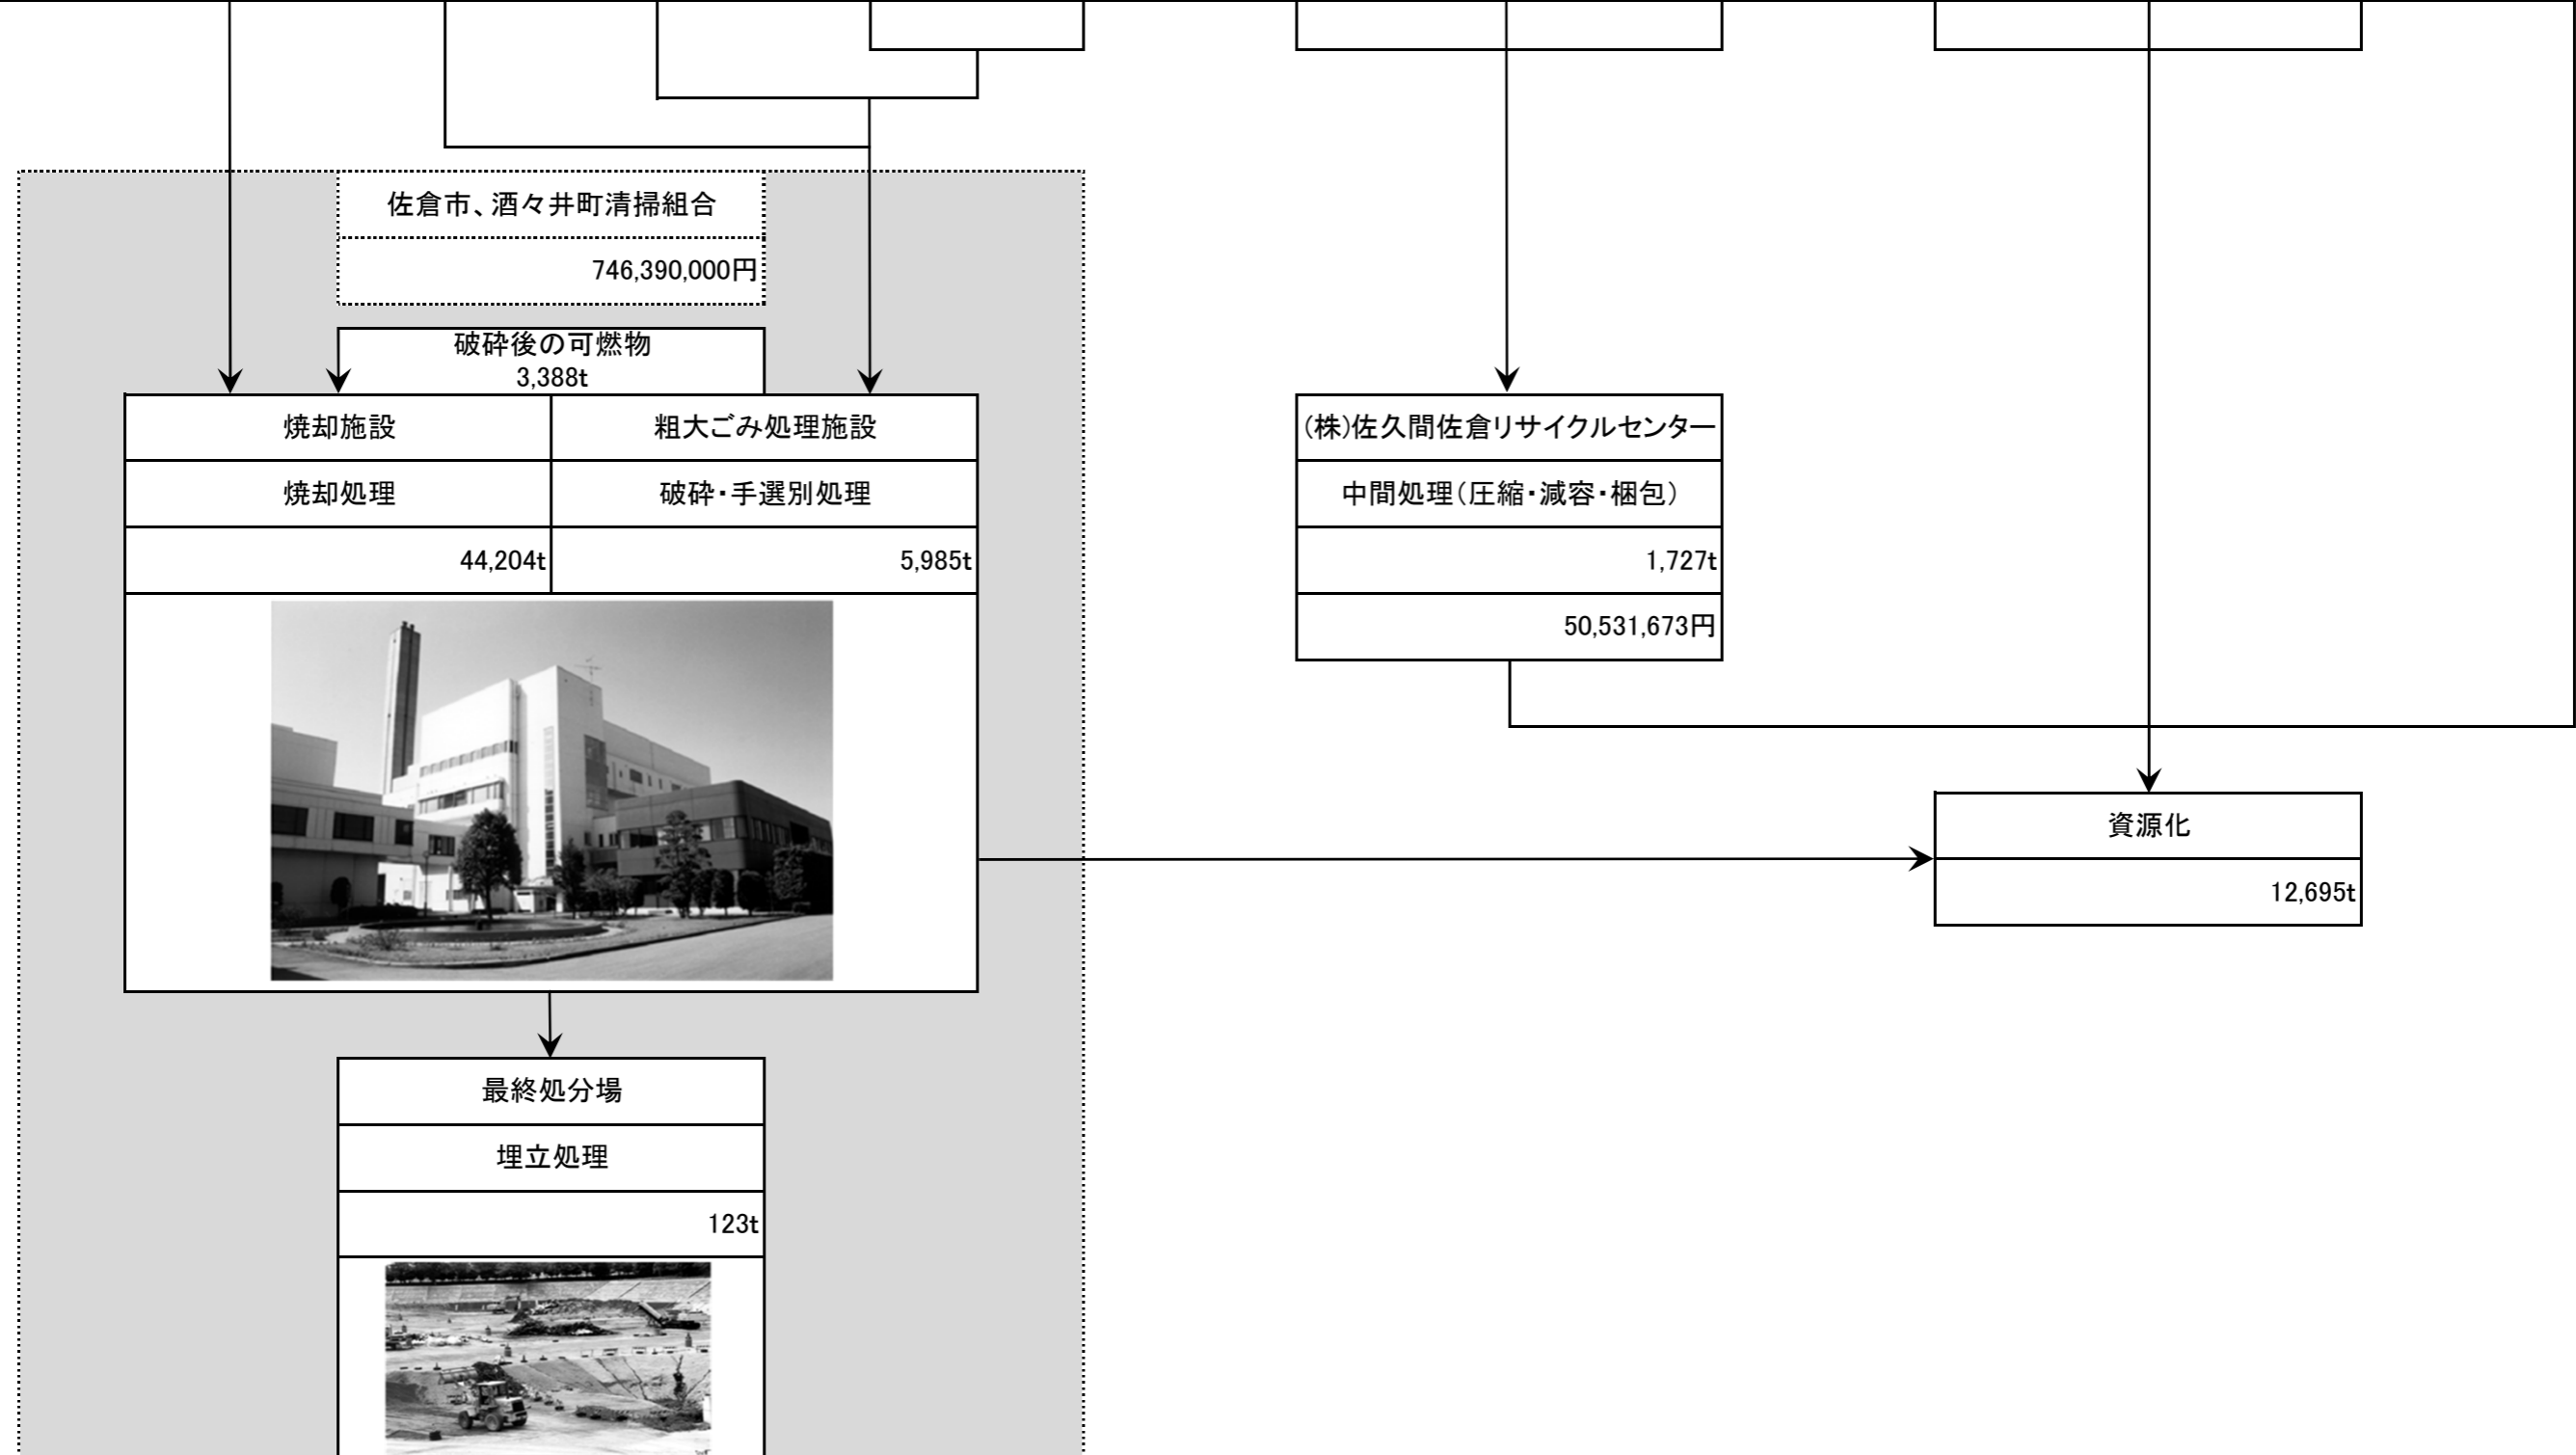 佐倉市、酒々井町清掃組合
746,390,000円
破砕後の可燃物
3,388t
焼却施設
粗大ごみ処理施設
焼却処理
破砕・手選別処理
44,204t
5,985t
(株)佐久間佐倉リサイクルセンター
中間処理(圧縮・減容・梱包)
1,727t
50,531,673円
資源化
12,695t
最終処分場
埋立処理
123t